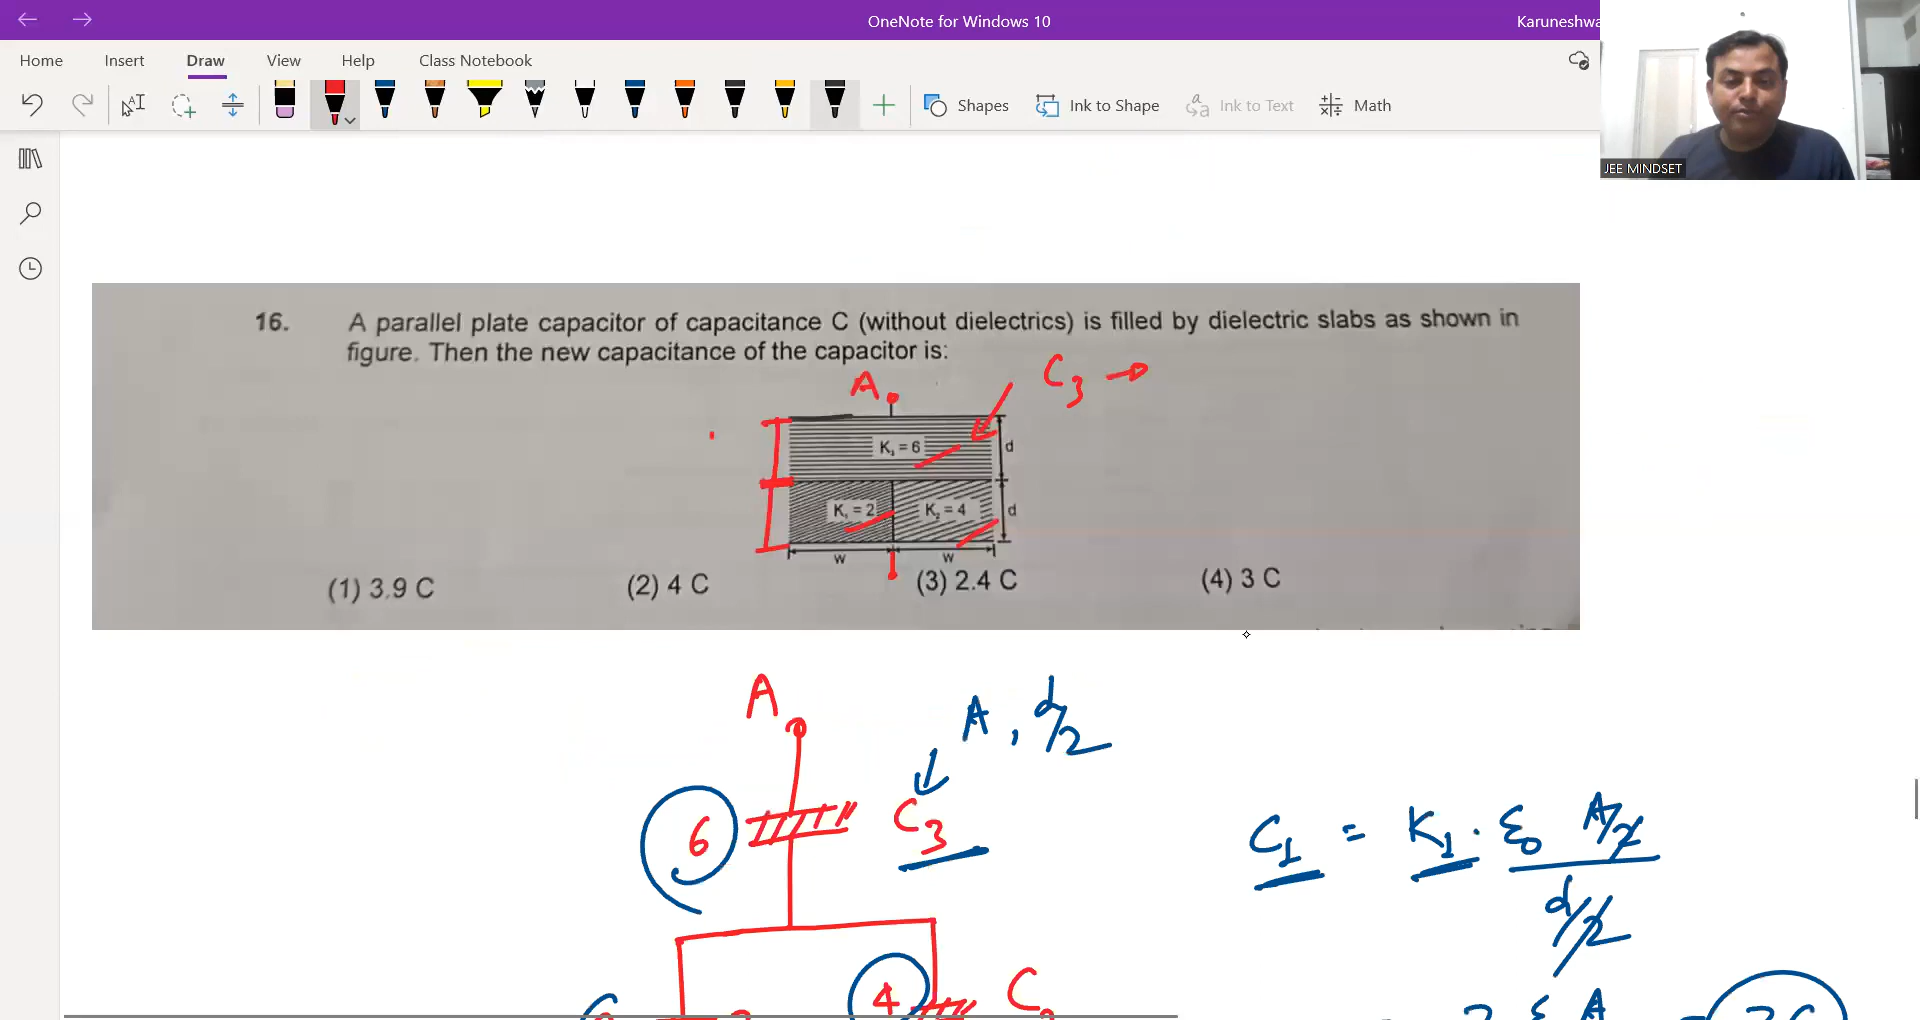 OneNote for Windows 10
Karuneshwa
Home Insert Draw View Help Class Notebook
Shapes Ink to Shape Ink to Text Math
JEE MINDSET
16. A parallel plate capacitor of capacitance C (without dielectrics) is filled by dielectric slabs as shown in
figure. Then the new capacitance of the capacitor is:
A C3 →
K₃ = 6 d
K₁ = 2 K₂ = 4 d
w w
(1) 3.9 C (2) 4 C (3) 2.4 C (4) 3 C
A
A, d/2
6 C3
C1 = K1 · ε0 A/2
d/2
4 C